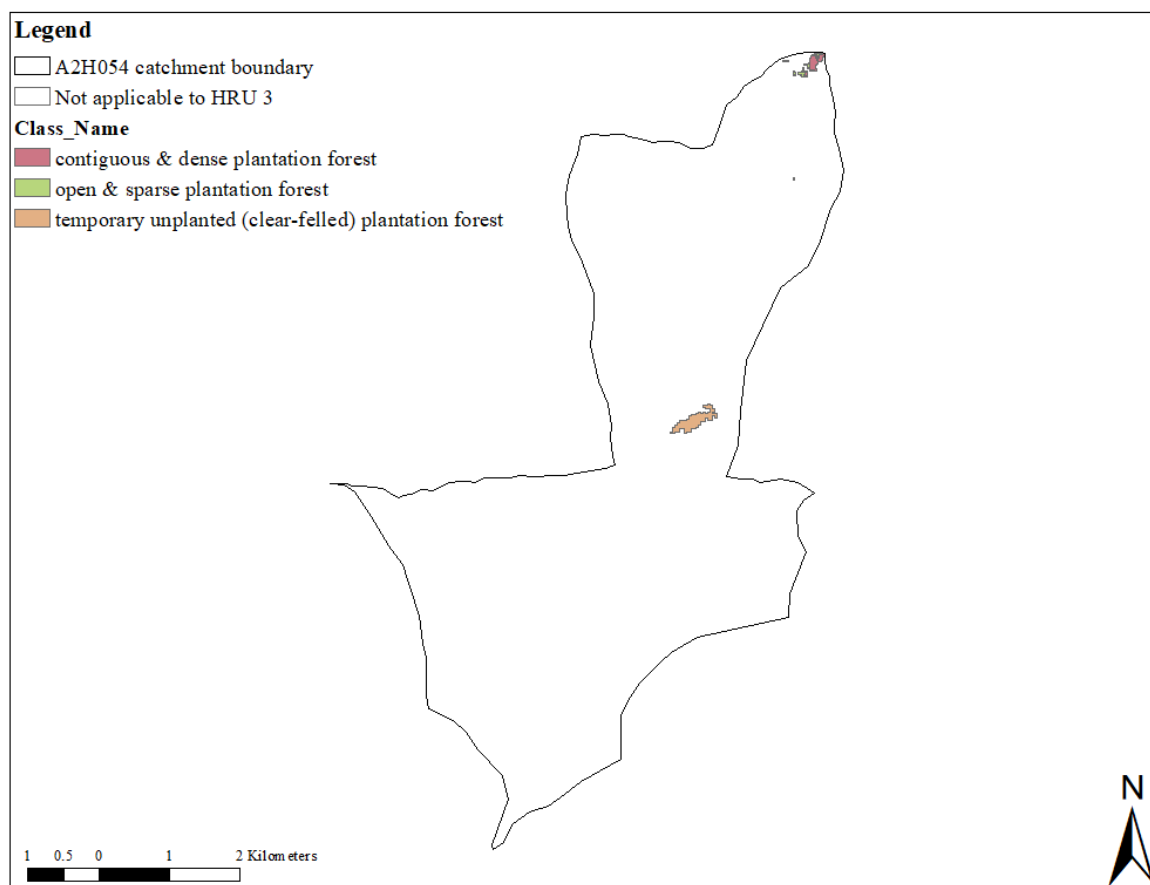 Legend
A2H054 catchment boundary
Not applicable to HRU 3
Class_Name
contiguous & dense plantation forest
open & sparse plantation forest
temporary unplanted (clear-felled) plantation forest
N
1 0.5 0 1 2 Kilometers